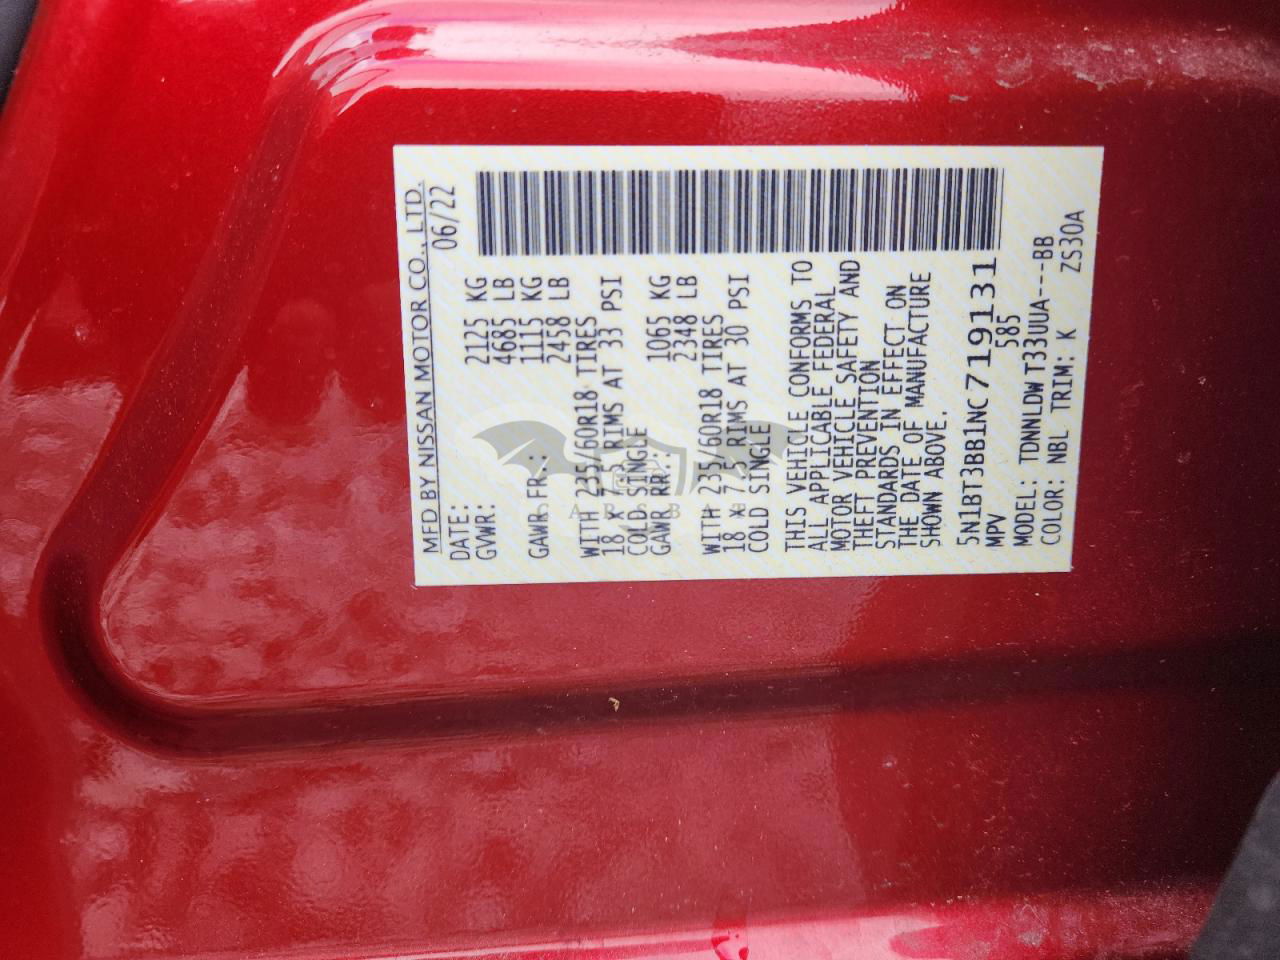 MFD BY NISSAN MOTOR CO., LTD.
DATE: 06/22
GVWR: 2125 KG
4685 LB
GAWR FR.: 1115 KG
2458 LB
WITH 235/60R18 TIRES
18 x 7.5 RIMS AT 33 PSI
COLD SINGLE
GAWR RR.: 1065 KG
2348 LB
WITH 235/60R18 TIRES
18 x 7.5 RIMS AT 30 PSI
COLD SINGLE
THIS VEHICLE CONFORMS TO
ALL APPLICABLE FEDERAL
MOTOR VEHICLE SAFETY AND
THEFT PREVENTION
STANDARDS IN EFFECT ON
THE DATE OF MANUFACTURE
SHOWN ABOVE.
5N1BT3BB1NC719131
MPV 585
MODEL: TDNNNLDW T33UUA---BB
COLOR: NBL TRIM: K ZS30A